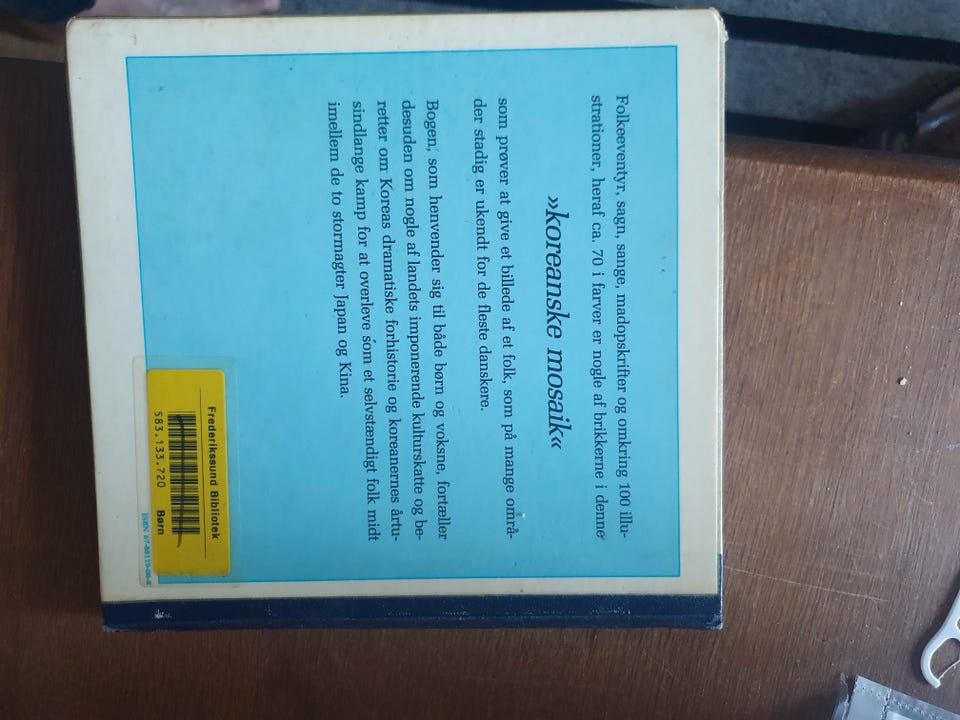 Folkeeventyr, sagn, sange, madopskrifter og omkring 100 illu-
strationer, heraf ca. 70 i farver er nogle af brikkerne i denne
»koreanske mosaik«
som prøver at give et billede af et folk, som på mange områ-
der stadig er ukendt for de fleste danskere.
Bogen, som henvender sig til både børn og voksne, fortæller
desuden om nogle af landets imponerende kulturskatte og be-
retter om Koreas dramatiske forhistorie og koreanernes årtu-
sindlange kamp for at overleve som et selvstændigt folk midt
imellem de to stormagter Japan og Kina.
Frederikssund Bibliotek
583.133.720 Børn
ISBN